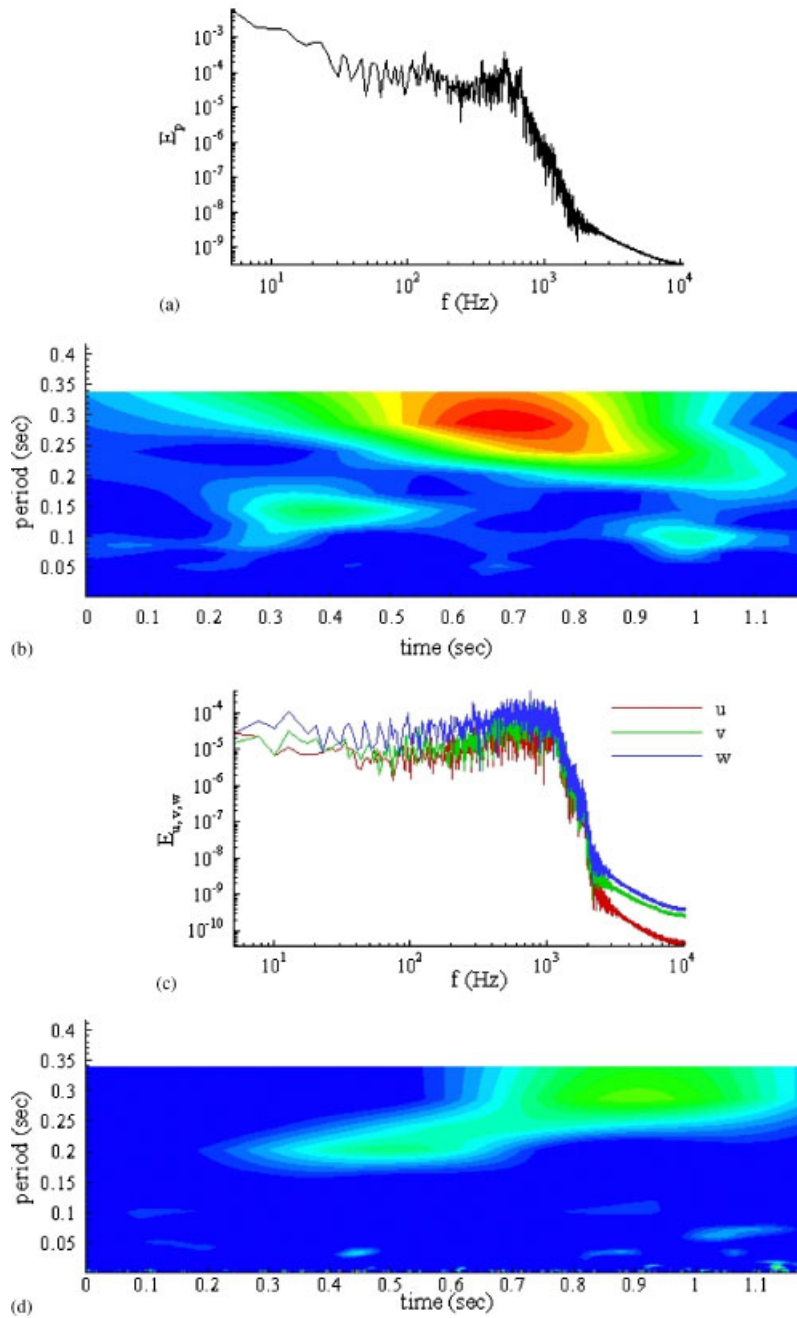 10⁻³
10⁻⁴
10⁻⁵
10⁻⁶
10⁻⁷
10⁻⁸
10⁻⁹
E_p
10¹ 10² 10³ 10⁴
f (Hz)
(a)
0.4
0.35
0.3
0.25
0.2
0.15
0.1
0.05
period (sec)
0 0.1 0.2 0.3 0.4 0.5 0.6 0.7 0.8 0.9 1 1.1
time (sec)
(b)
10⁻⁴
10⁻⁵
10⁻⁶
10⁻⁷
10⁻⁸
10⁻⁹
10⁻¹⁰
E_u,v,w
u
v
w
10¹ 10² 10³ 10⁴
f (Hz)
(c)
0.4
0.35
0.3
0.25
0.2
0.15
0.1
0.05
period (sec)
0 0.1 0.2 0.3 0.4 0.5 0.6 0.7 0.8 0.9 1 1.1
time (sec)
(d)